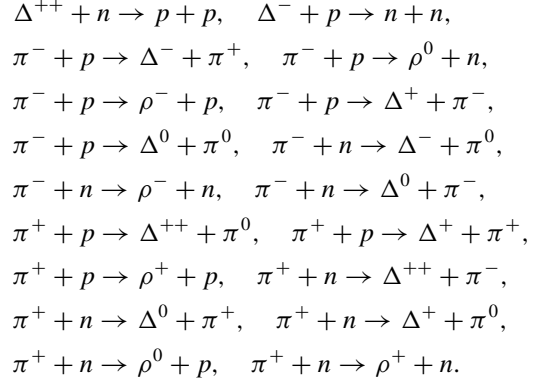 Δ⁺⁺ + n → p + p, Δ⁻ + p → n + n,
π⁻ + p → Δ⁻ + π⁺, π⁻ + p → ρ⁰ + n,
π⁻ + p → ρ⁻ + p, π⁻ + p → Δ⁺ + π⁻,
π⁻ + p → Δ⁰ + π⁰, π⁻ + n → Δ⁻ + π⁰,
π⁻ + n → ρ⁻ + n, π⁻ + n → Δ⁰ + π⁻,
π⁺ + p → Δ⁺⁺ + π⁰, π⁺ + p → Δ⁺ + π⁺,
π⁺ + p → ρ⁺ + p, π⁺ + n → Δ⁺⁺ + π⁻,
π⁺ + n → Δ⁰ + π⁺, π⁺ + n → Δ⁺ + π⁰,
π⁺ + n → ρ⁰ + p, π⁺ + n → ρ⁺ + n.